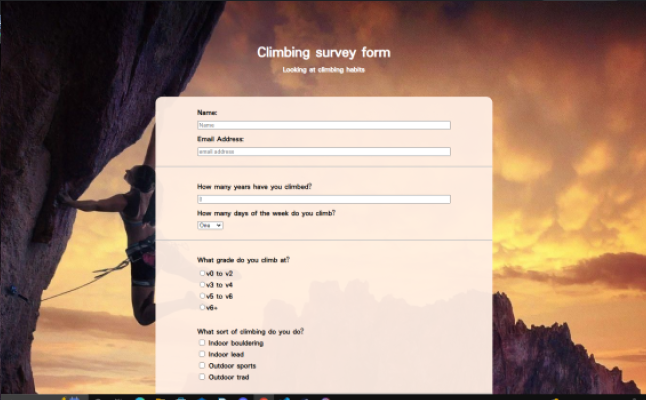 Climbing survey form
Looking at climbing habits
Name:
Name
Email Address:
email address
How many years have you climbed?
0
How many days of the week do you climb?
One
What grade do you climb at?
v0 to v2
v3 to v4
v5 to v6
v6+
What sort of climbing do you do?
Indoor bouldering
Indoor lead
Outdoor sports
Outdoor trad